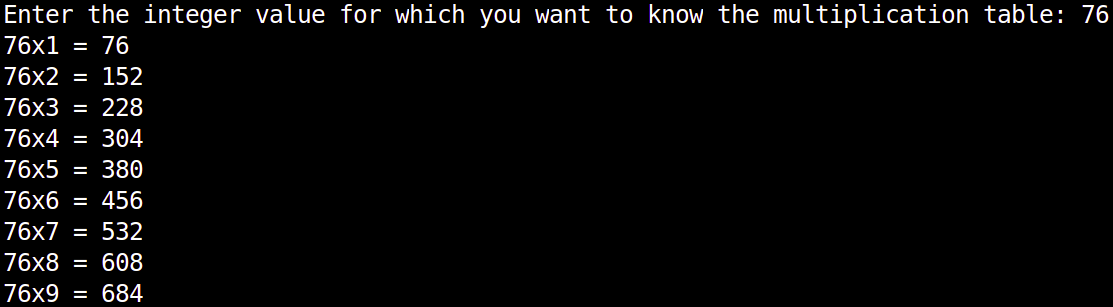 Enter the integer value for which you want to know the multiplication table: 76
76x1 = 76
76x2 = 152
76x3 = 228
76x4 = 304
76x5 = 380
76x6 = 456
76x7 = 532
76x8 = 608
76x9 = 684